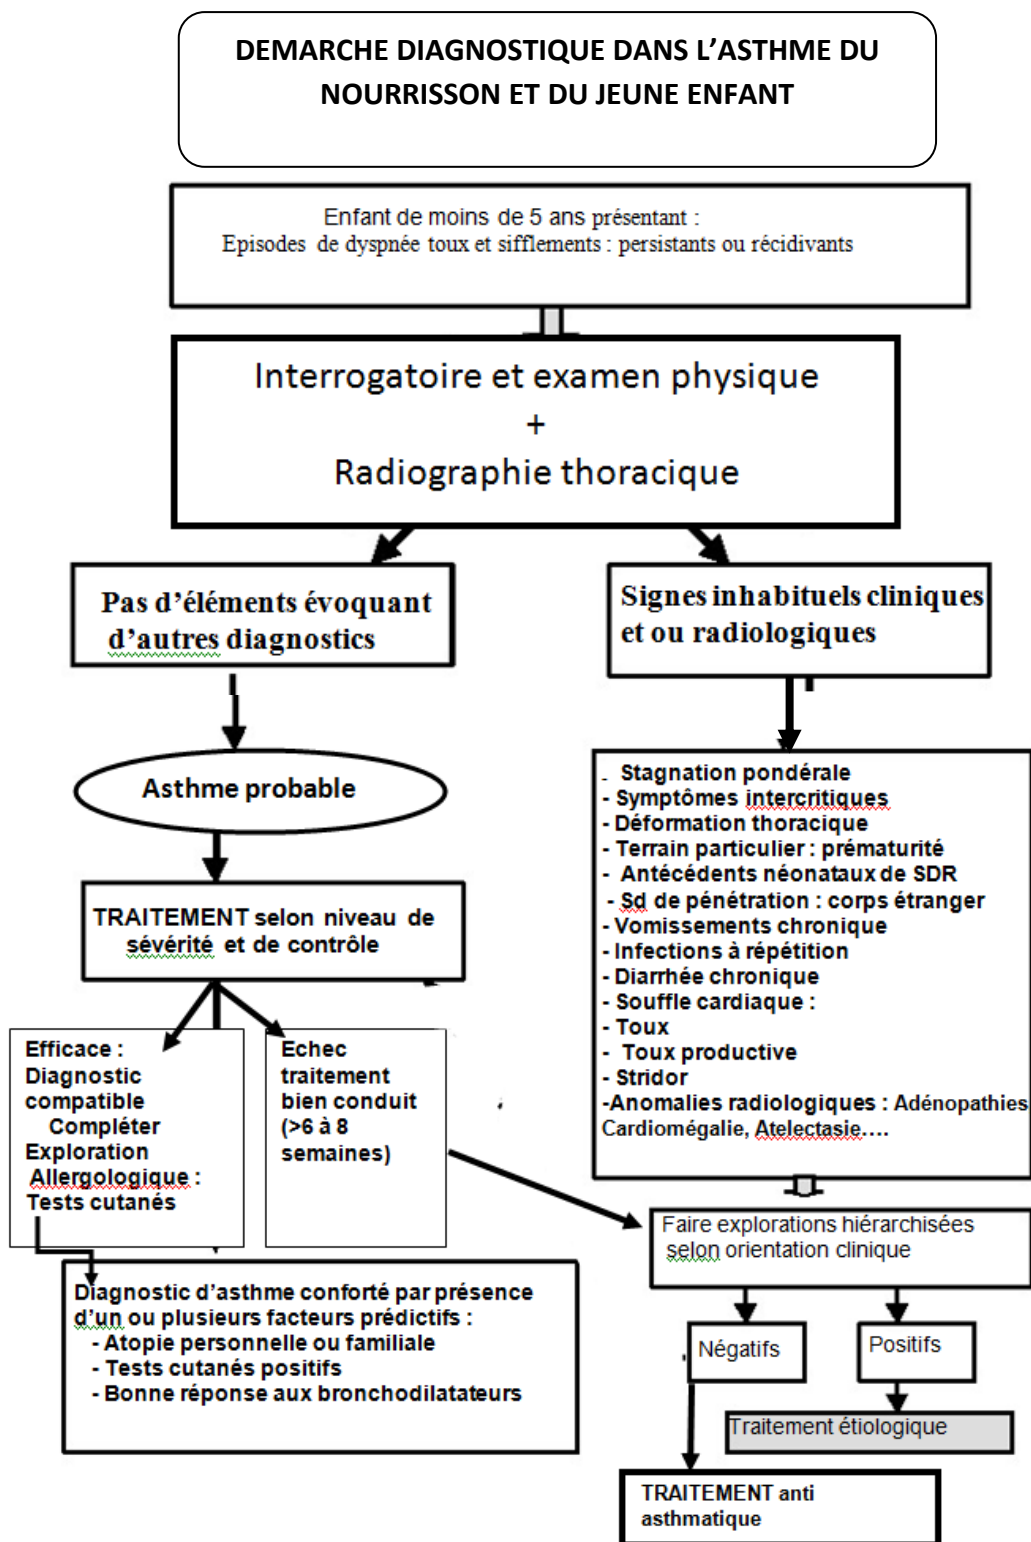 DEMARCHE DIAGNOSTIQUE DANS L'ASTHME DU
NOURRISSON ET DU JEUNE ENFANT
Enfant de moins de 5 ans présentant :
Episodes de dyspnée toux et sifflements : persistants ou récidivants
Interrogatoire et examen physique
+
Radiographie thoracique
Pas d'éléments évoquant
d'autres diagnostics
Signes inhabituels cliniques
et ou radiologiques
Asthme probable
TRAITEMENT selon niveau de
sévérité et de contrôle
- Stagnation pondérale
- Symptômes intercritiques
- Déformation thoracique
- Terrain particulier : prématurité
- Antécédents néonataux de SDR
- Sd de pénétration : corps étranger
- Vomissements chronique
- Infections à répétition
- Diarrhée chronique
- Souffle cardiaque :
- Toux
- Toux productive
- Stridor
-Anomalies radiologiques : Adénopathies
Cardiomégalie, Atelectasie....
Efficace :
Diagnostic
compatible
Compléter
Exploration
Allergologique :
Tests cutanés
Echec
traitement
bien conduit
(>6 à 8
semaines)
Faire explorations hiérarchisées
selon orientation clinique
Diagnostic d'asthme conforté par présence
d'un ou plusieurs facteurs prédictifs :
- Atopie personnelle ou familiale
- Tests cutanés positifs
- Bonne réponse aux bronchodilatateurs
Négatifs
Positifs
Traitement étiologique
TRAITEMENT anti
asthmatique